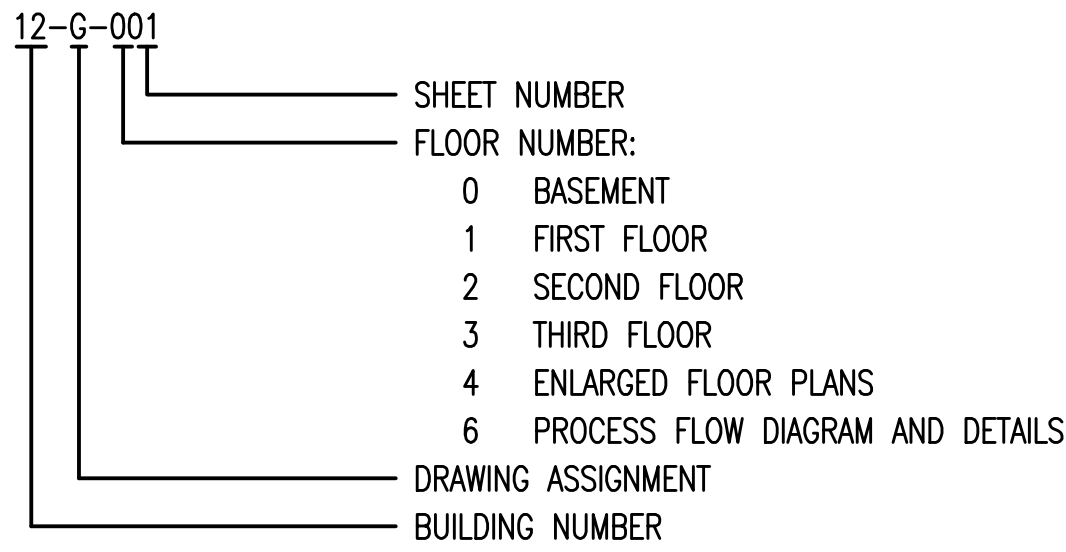 12-G-001
SHEET NUMBER
FLOOR NUMBER:
0 BASEMENT
1 FIRST FLOOR
2 SECOND FLOOR
3 THIRD FLOOR
4 ENLARGED FLOOR PLANS
6 PROCESS FLOW DIAGRAM AND DETAILS
DRAWING ASSIGNMENT
BUILDING NUMBER